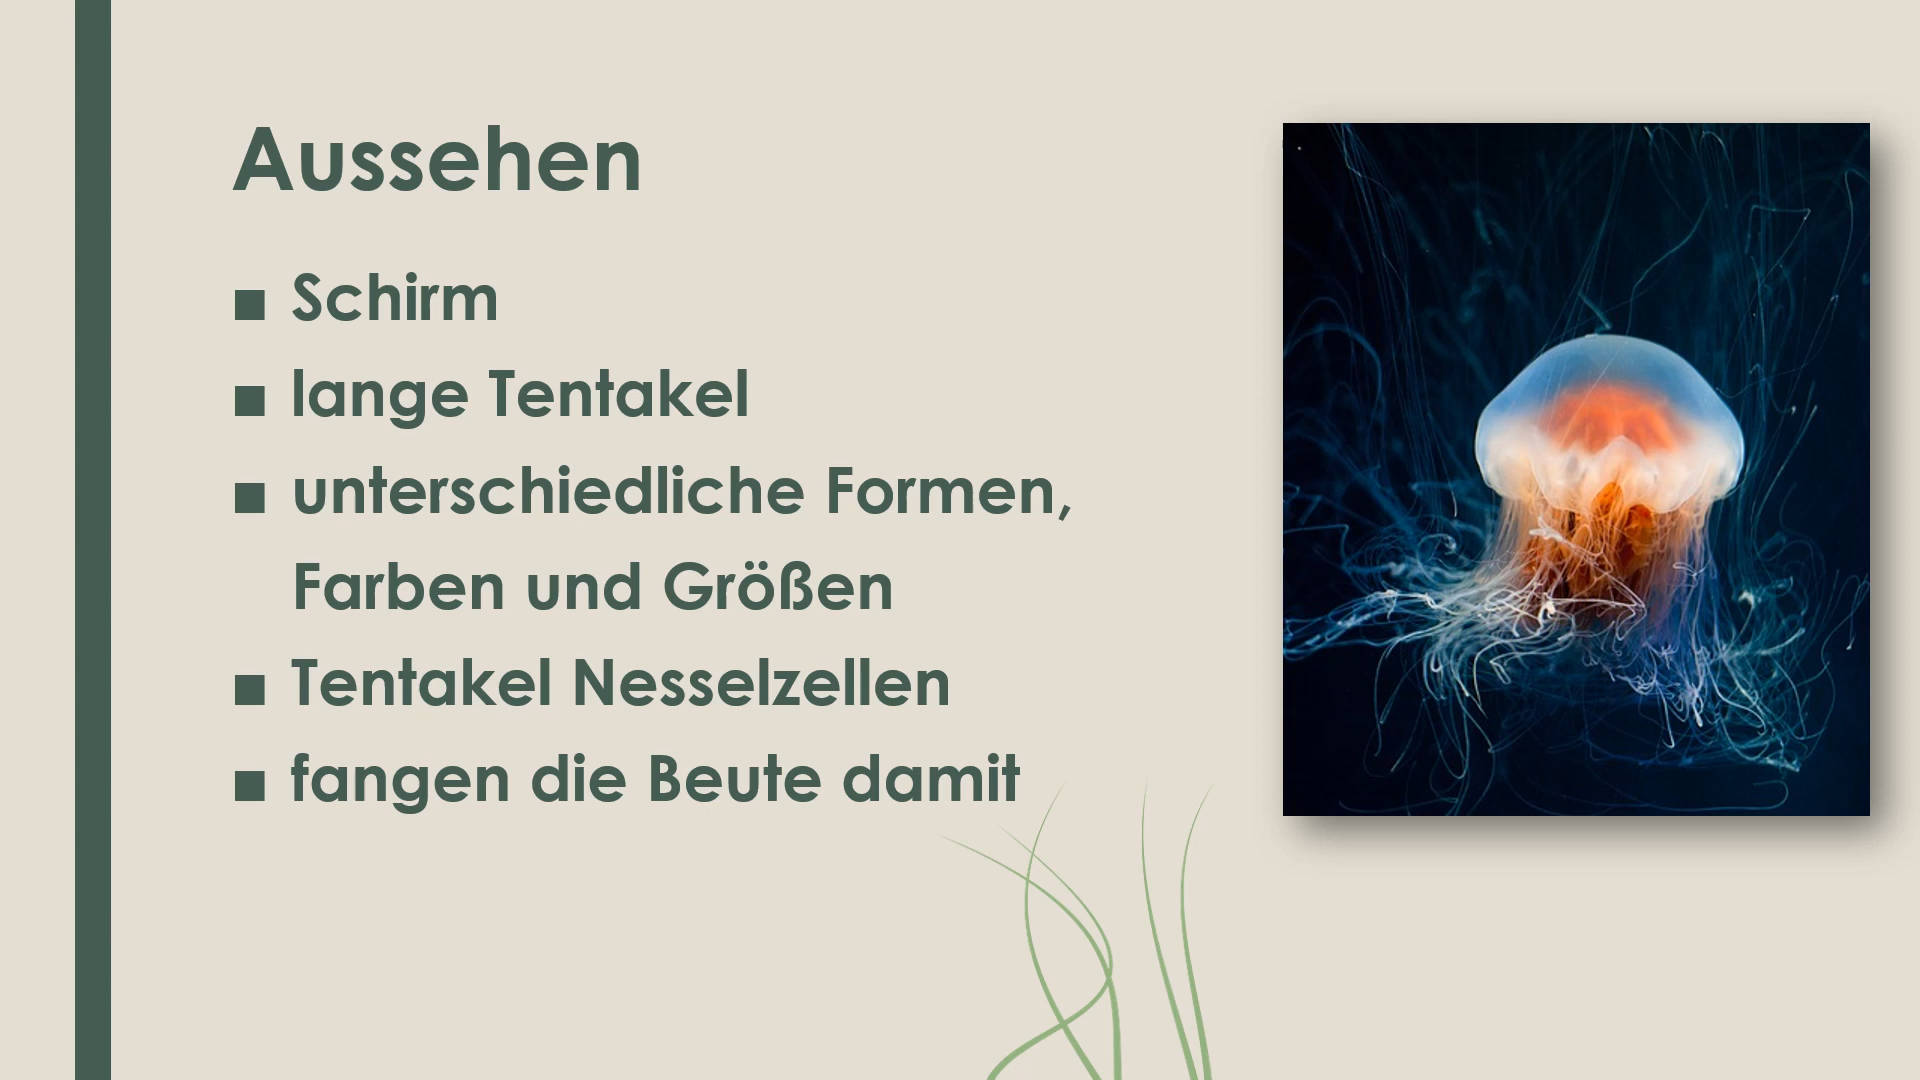 Aussehen
■ Schirm
■ lange Tentakel
■ unterschiedliche Formen,
Farben und Größen
■ Tentakel Nesselzellen
■ fangen die Beute damit